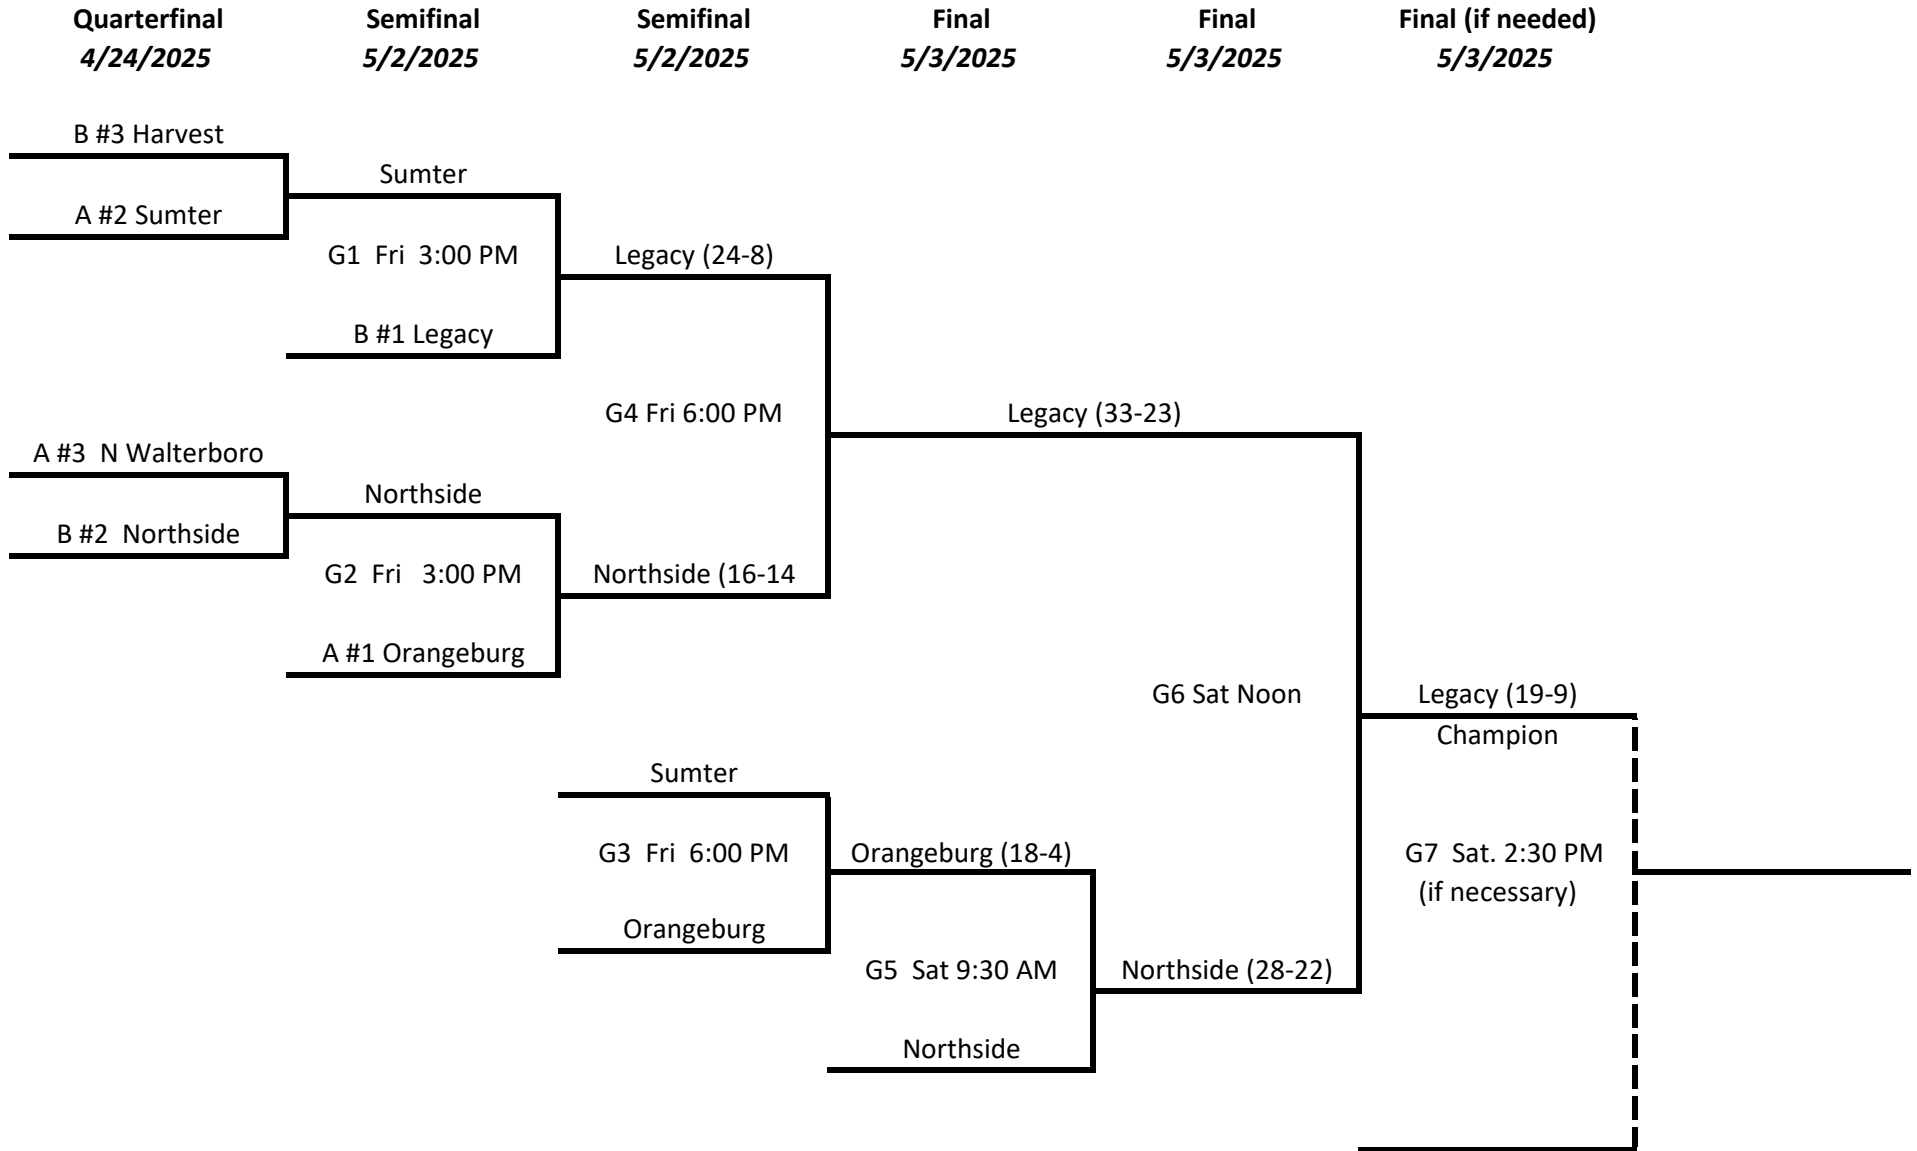 Quarterfinal Semifinal Semifinal Final Final Final (if needed)
4/24/2025 5/2/2025 5/2/2025 5/3/2025 5/3/2025 5/3/2025
B #3 Harvest
Sumter
A #2 Sumter
G1 Fri 3:00 PM Legacy (24-8)
B #1 Legacy
G4 Fri 6:00 PM Legacy (33-23)
A #3 N Walterboro
Northside
B #2 Northside
G2 Fri 3:00 PM Northside (16-14
A #1 Orangeburg
G6 Sat Noon Legacy (19-9)
Champion
Sumter
G3 Fri 6:00 PM Orangeburg (18-4) G7 Sat. 2:30 PM
(if necessary)
Orangeburg
G5 Sat 9:30 AM Northside (28-22)
Northside